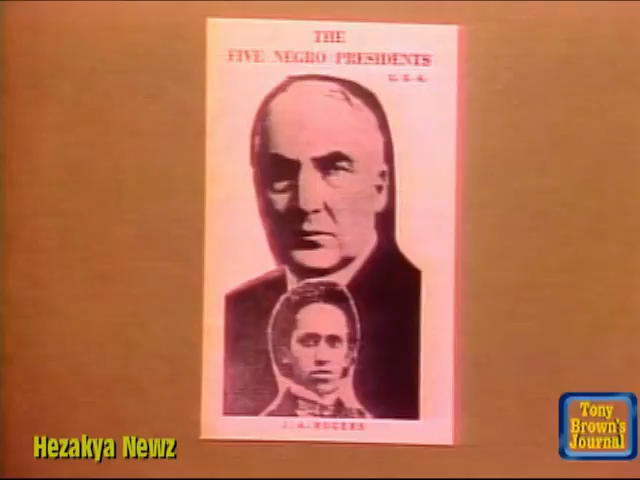 THE
FIVE NEGRO PRESIDENTS
U. S. A.
J. A. ROGERS
Hezakya Newz
Tony
Brown's
Journal